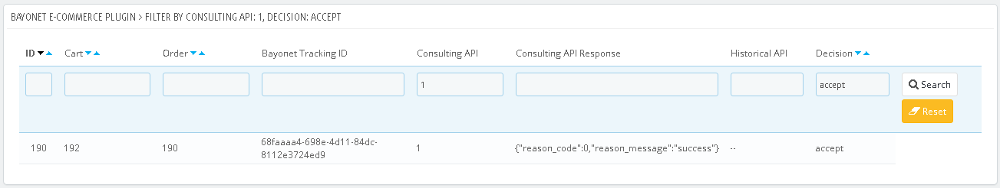 BAYONET E-COMMERCE PLUGIN > FILTER BY CONSULTING API: 1, DECISION: ACCEPT
ID Cart Order Bayonet Tracking ID Consulting API Consulting API Response Historical API Decision
1 accept Search
Reset
190 192 190 68faaaa4-698e-4d11-84dc- 1 {"reason_code":0,"reason_message":"success"} -- accept
8112e3724ed9